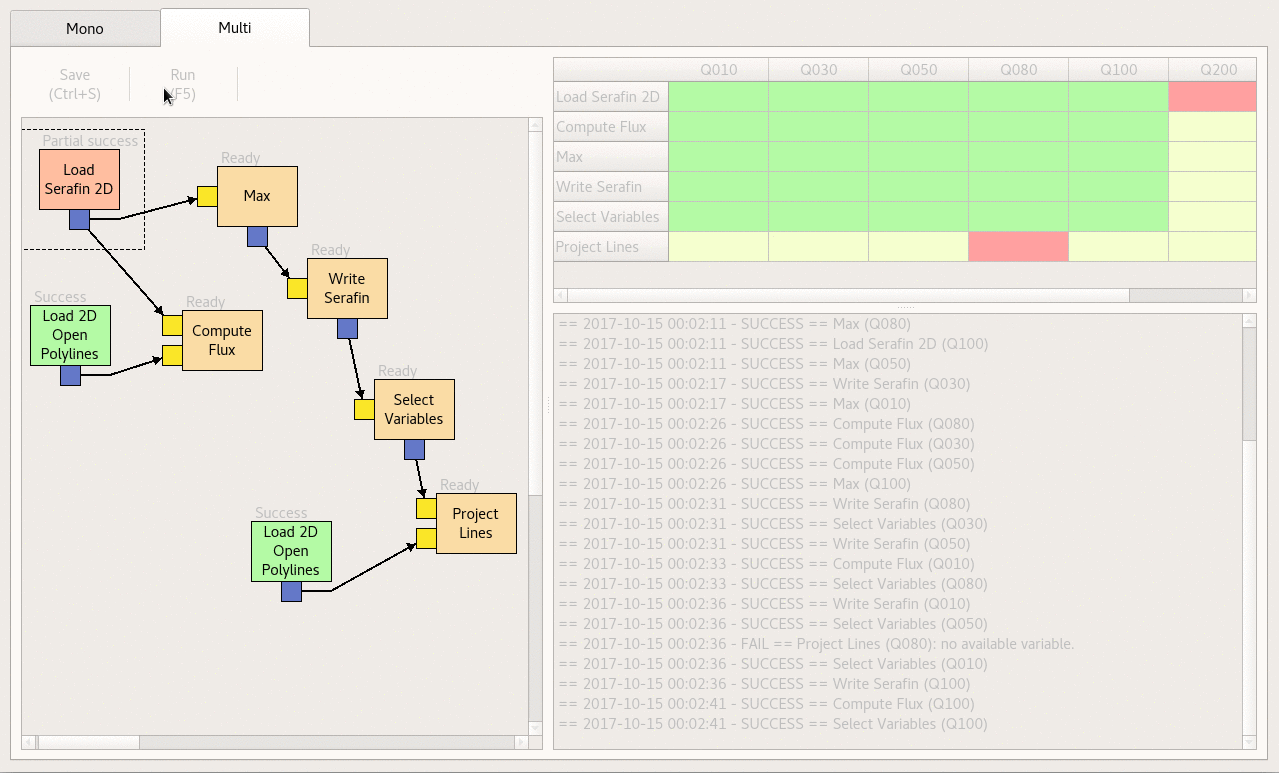 Mono
Multi
Save
(Ctrl+S)
Run
(F5)
Partial success
Load
Serafin 2D
Ready
Max
Ready
Write
Serafin
Success
Load 2D
Open
Polylines
Ready
Compute
Flux
Ready
Select
Variables
Ready
Project
Lines
Success
Load 2D
Open
Polylines
Q010 Q030 Q050 Q080 Q100 Q200
Load Serafin 2D
Compute Flux
Max
Write Serafin
Select Variables
Project Lines
== 2017-10-15 00:02:11 - SUCCESS == Max (Q080)
== 2017-10-15 00:02:11 - SUCCESS == Load Serafin 2D (Q100)
== 2017-10-15 00:02:11 - SUCCESS == Max (Q050)
== 2017-10-15 00:02:17 - SUCCESS == Write Serafin (Q030)
== 2017-10-15 00:02:17 - SUCCESS == Max (Q010)
== 2017-10-15 00:02:26 - SUCCESS == Compute Flux (Q080)
== 2017-10-15 00:02:26 - SUCCESS == Compute Flux (Q030)
== 2017-10-15 00:02:26 - SUCCESS == Compute Flux (Q050)
== 2017-10-15 00:02:26 - SUCCESS == Max (Q100)
== 2017-10-15 00:02:31 - SUCCESS == Write Serafin (Q080)
== 2017-10-15 00:02:31 - SUCCESS == Select Variables (Q030)
== 2017-10-15 00:02:31 - SUCCESS == Write Serafin (Q050)
== 2017-10-15 00:02:33 - SUCCESS == Compute Flux (Q010)
== 2017-10-15 00:02:33 - SUCCESS == Select Variables (Q080)
== 2017-10-15 00:02:36 - SUCCESS == Write Serafin (Q010)
== 2017-10-15 00:02:36 - SUCCESS == Select Variables (Q050)
== 2017-10-15 00:02:36 - FAIL == Project Lines (Q080): no available variable.
== 2017-10-15 00:02:36 - SUCCESS == Select Variables (Q010)
== 2017-10-15 00:02:36 - SUCCESS == Write Serafin (Q100)
== 2017-10-15 00:02:41 - SUCCESS == Compute Flux (Q100)
== 2017-10-15 00:02:41 - SUCCESS == Select Variables (Q100)